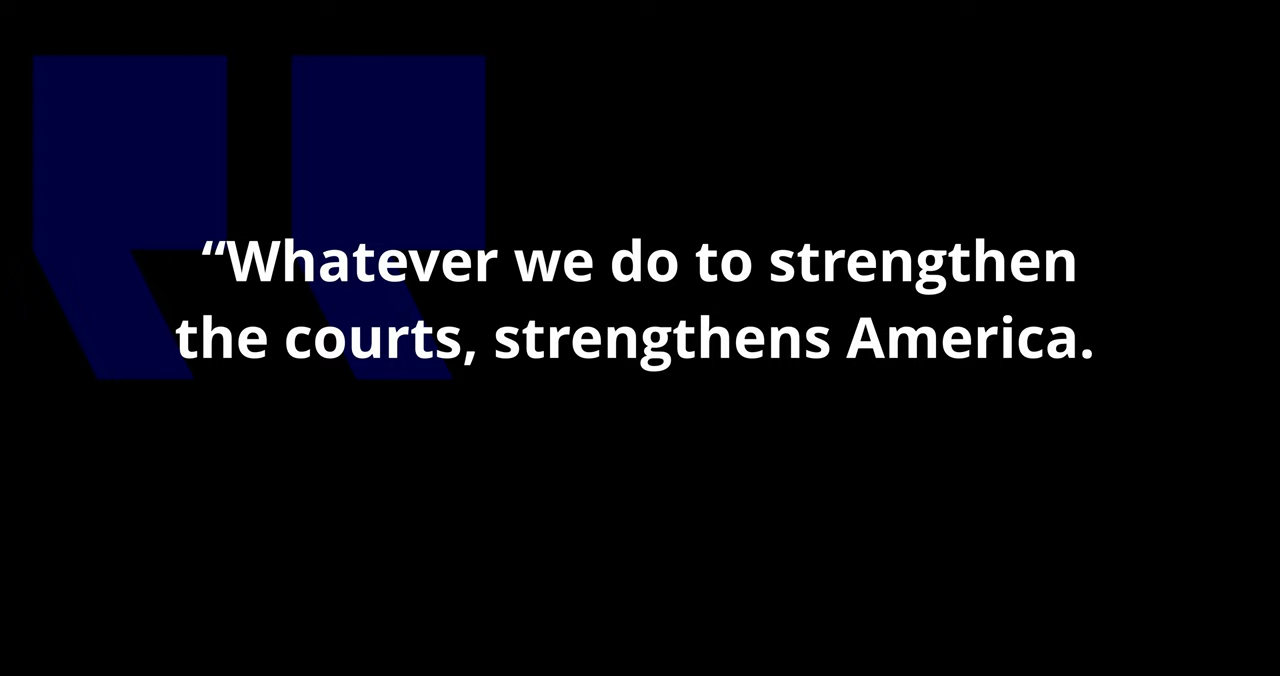 “Whatever we do to strengthen
the courts, strengthens America.